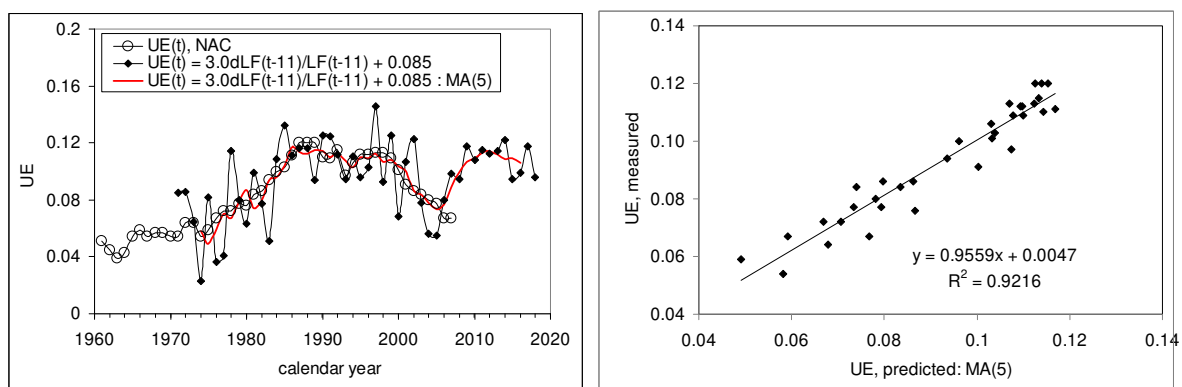 0.2
0.16
0.12
0.08
0.04
0
UE
UE(t), NAC
UE(t) = 3.0dLF(t-11)/LF(t-11) + 0.085
UE(t) = 3.0dLF(t-11)/LF(t-11) + 0.085 : MA(5)
1960 1970 1980 1990 2000 2010 2020
calendar year
0.14
0.12
0.10
0.08
0.06
0.04
UE, measured
y = 0.9559x + 0.0047
R² = 0.9216
0.04 0.06 0.08 0.1 0.12 0.14
UE, predicted: MA(5)